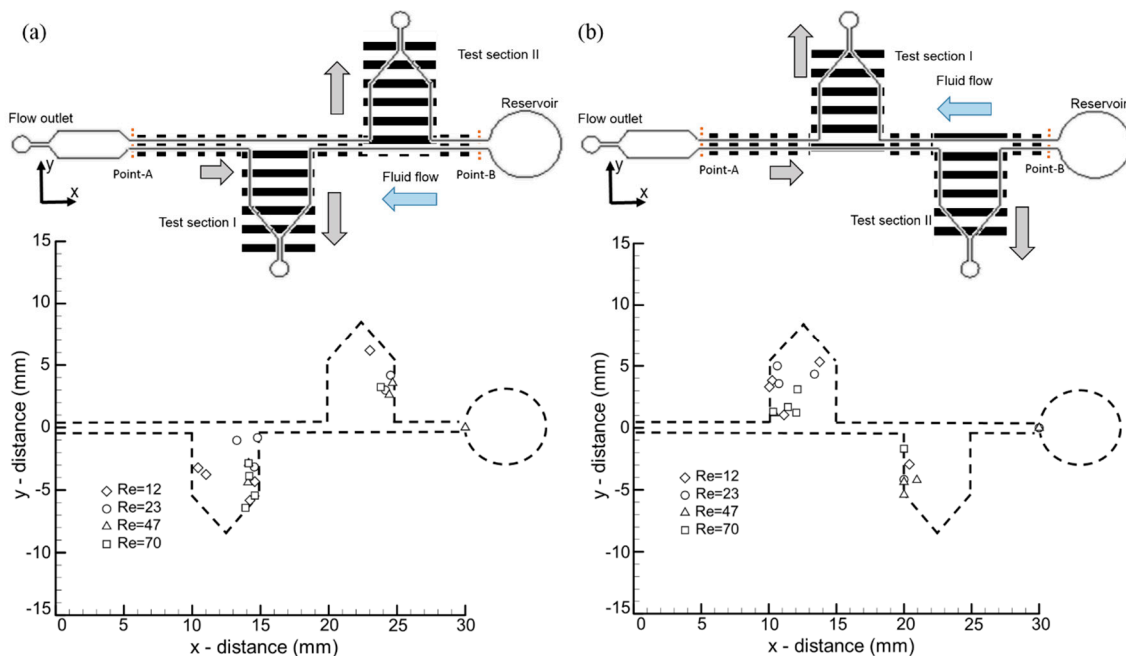 (a)
Test section II
Flow outlet
Reservoir
Point-A
Point-B
y
x
Fluid flow
Test section I
15
10
5
0
-5
-10
-15
y - distance (mm)
Re=12
Re=23
Re=47
Re=70
0 5 10 15 20 25 30
x - distance (mm)
(b)
Test section I
Fluid flow
Flow outlet
Reservoir
Point-A
Point-B
y
x
Test section II
15
10
5
0
-5
-10
-15
y - distance (mm)
Re=12
Re=23
Re=47
Re=70
0 5 10 15 20 25 30
x - distance (mm)